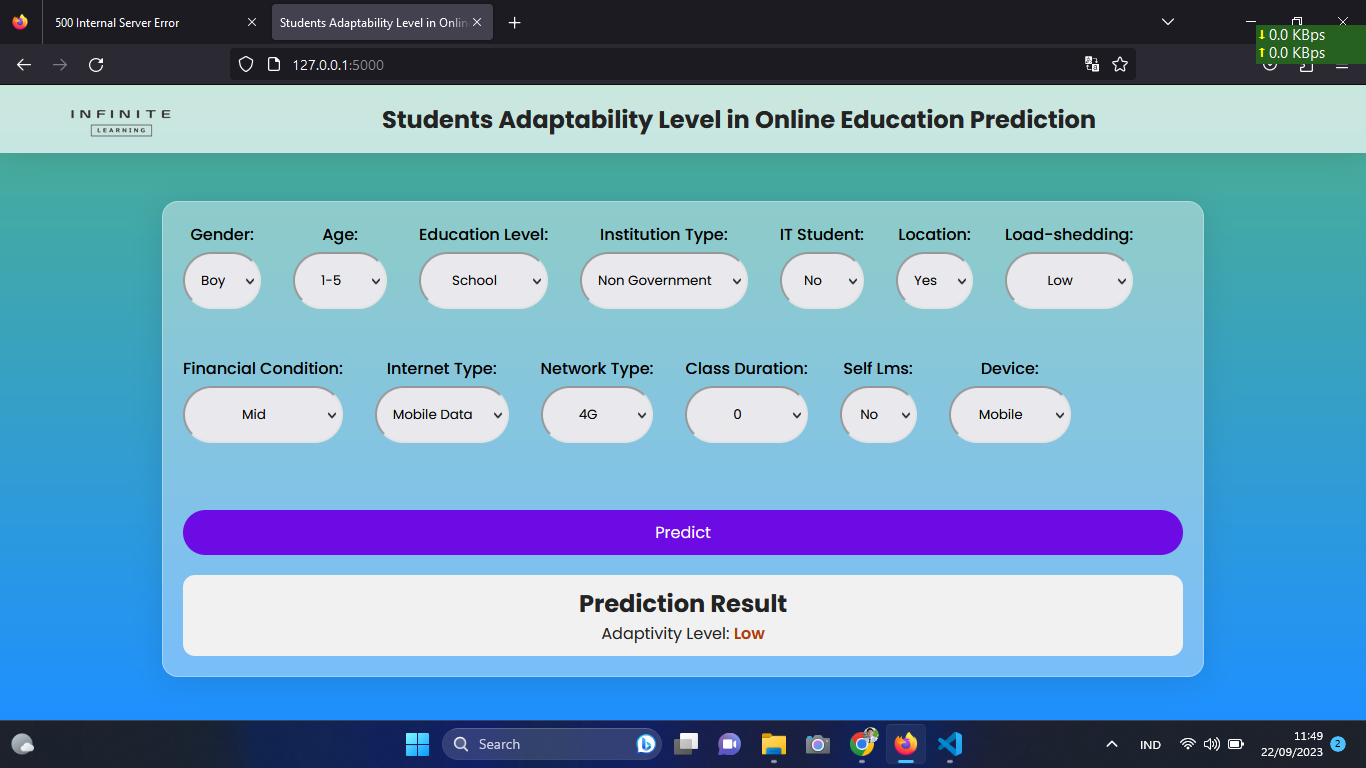 500 Internal Server Error
Students Adaptability Level in Onlin
0.0 KBps
0.0 KBps
127.0.0.1:5000
INFINITE
LEARNING
Students Adaptability Level in Online Education Prediction
Gender: Age: Education Level: Institution Type: IT Student: Location: Load-shedding:
Boy 1-5 School Non Government No Yes Low
Financial Condition: Internet Type: Network Type: Class Duration: Self Lms: Device:
Mid Mobile Data 4G 0 No Mobile
Predict
Prediction Result
Adaptivity Level: Low
Search
IND
11:49
22/09/2023
2